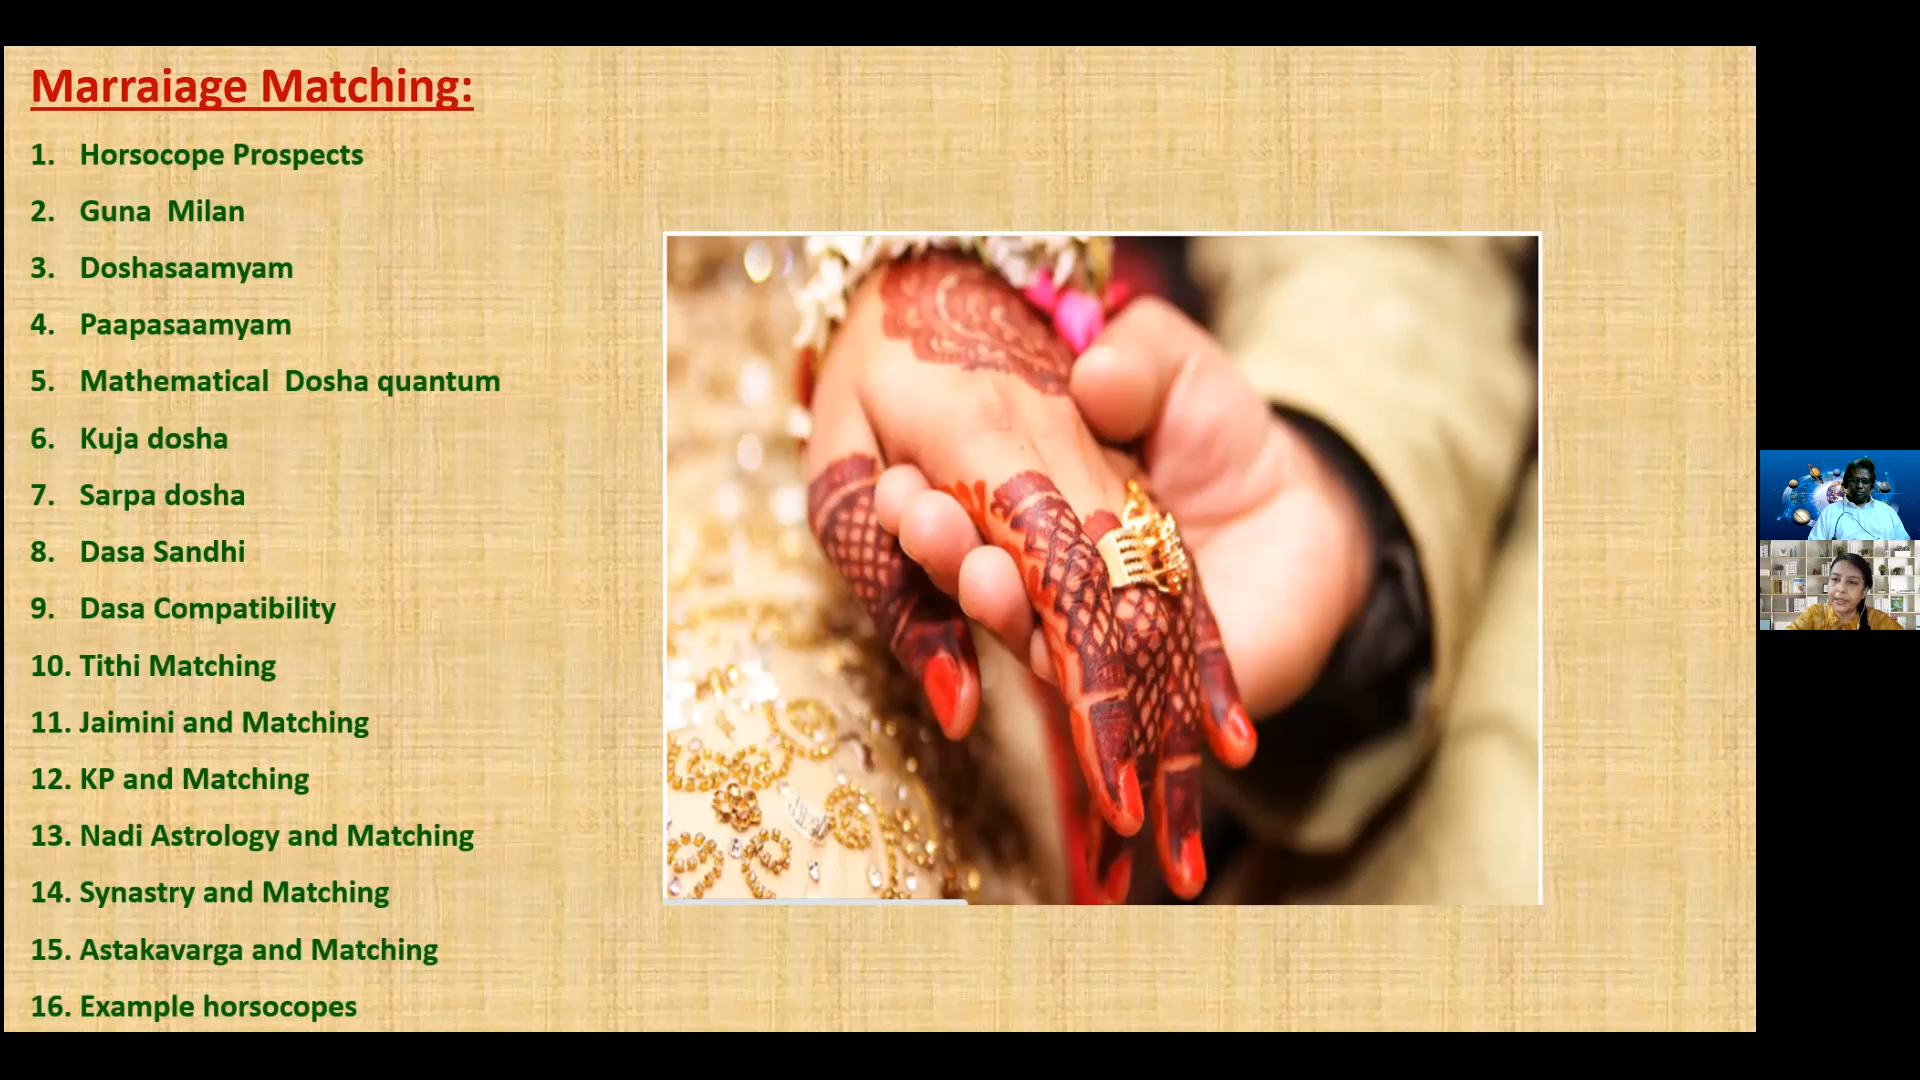 Marraiage Matching:
1. Horsocope Prospects
2. Guna  Milan
3. Doshasaamyam
4. Paapasaamyam
5. Mathematical  Dosha quantum
6. Kuja dosha
7. Sarpa dosha
8. Dasa Sandhi
9. Dasa Compatibility
10. Tithi Matching
11. Jaimini and Matching
12. KP and Matching
13. Nadi Astrology and Matching
14. Synastry and Matching
15. Astakavarga and Matching
16. Example horsocopes